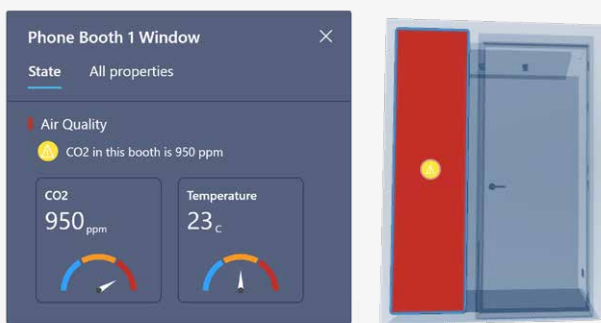 Phone Booth 1 Window
State All properties
Air Quality
CO2 in this booth is 950 ppm
CO2 Temperature
950 ppm 23 C